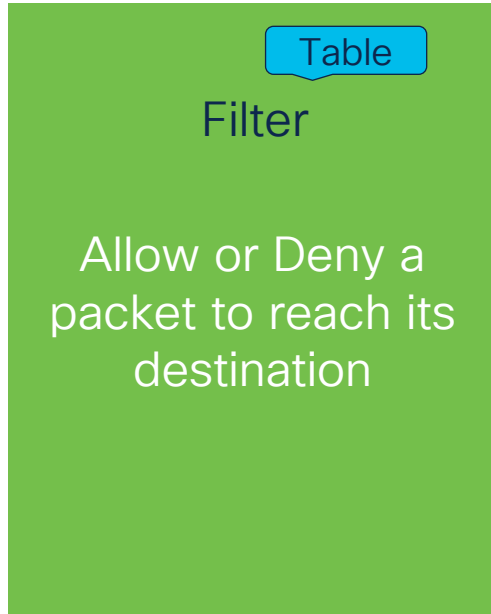 Table
Filter
Allow or Deny a
packet to reach its
destination